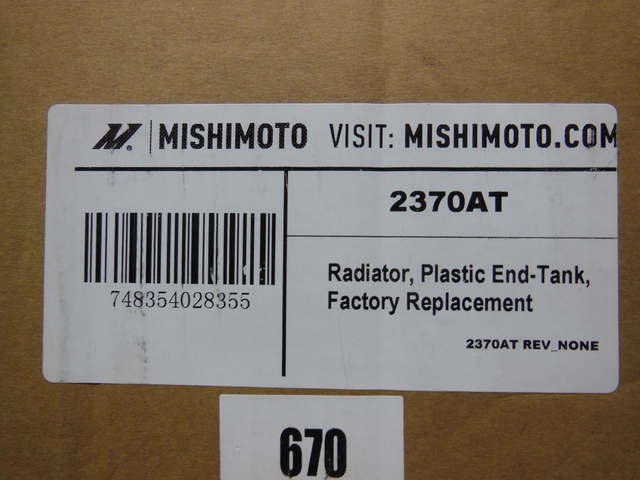 MISHIMOTO VISIT: MISHIMOTO.COM
2370AT
748354028355
Radiator, Plastic End-Tank,
Factory Replacement
2370AT REV_NONE
670